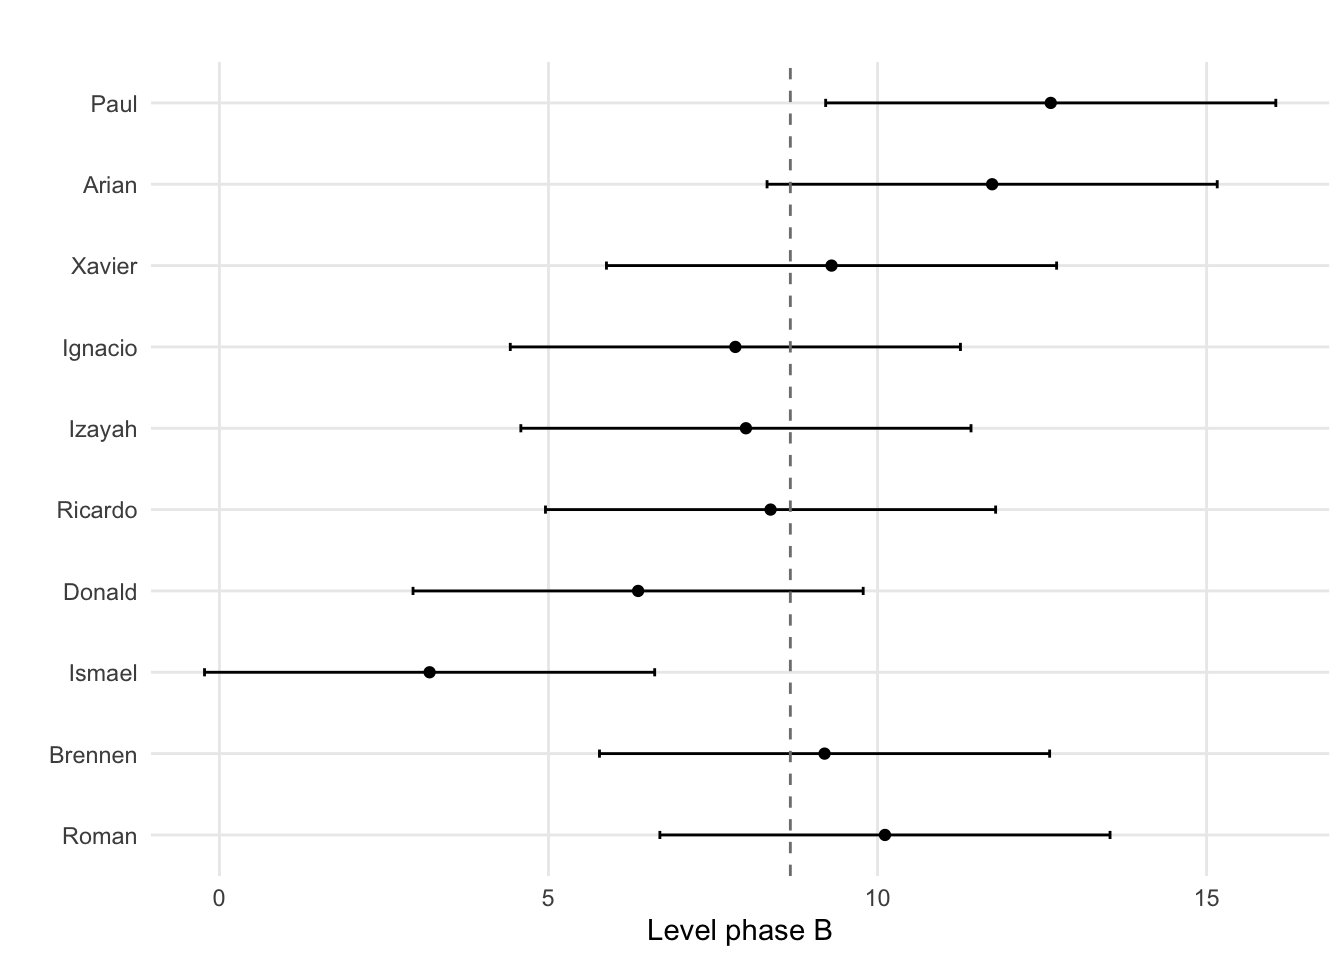 Paul
Arian
Xavier
Ignacio
Izayah
Ricardo
Donald
Ismael
Brennen
Roman
0 5 10 15
Level phase B